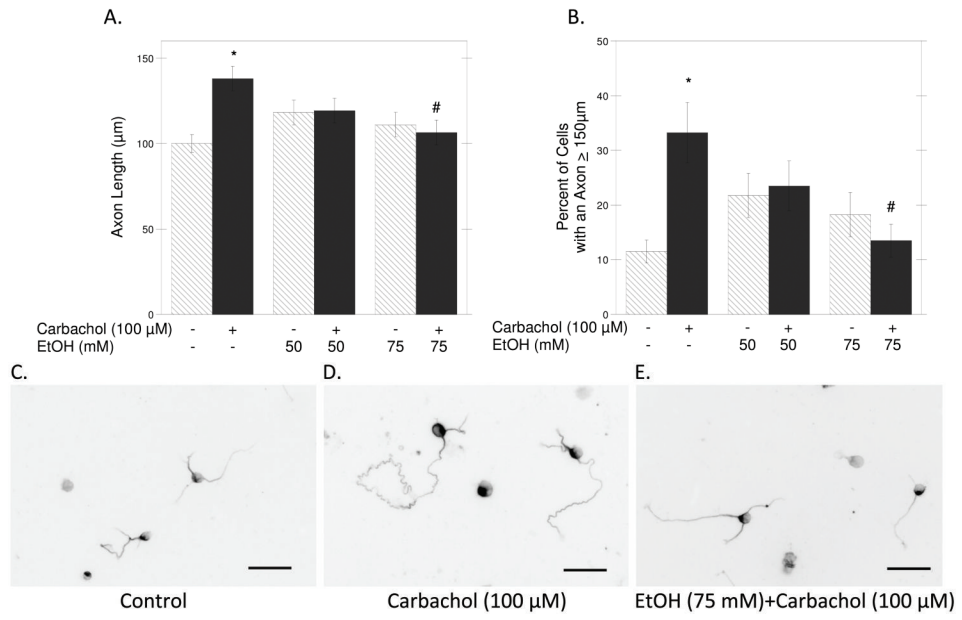 A.
B.
*
#
150
100
50
0
Axon Length (µm)
Carbachol (100 µM) - + - + - +
EtOH (mM) - - 50 50 75 75
50
40
30
20
10
0
Percent of Cells
with an Axon ≥ 150µm
*
#
Carbachol (100 µM) - + - + - +
EtOH (mM) - - 50 50 75 75
C.
D.
E.
Control
Carbachol (100 µM)
EtOH (75 mM)+Carbachol (100 µM)